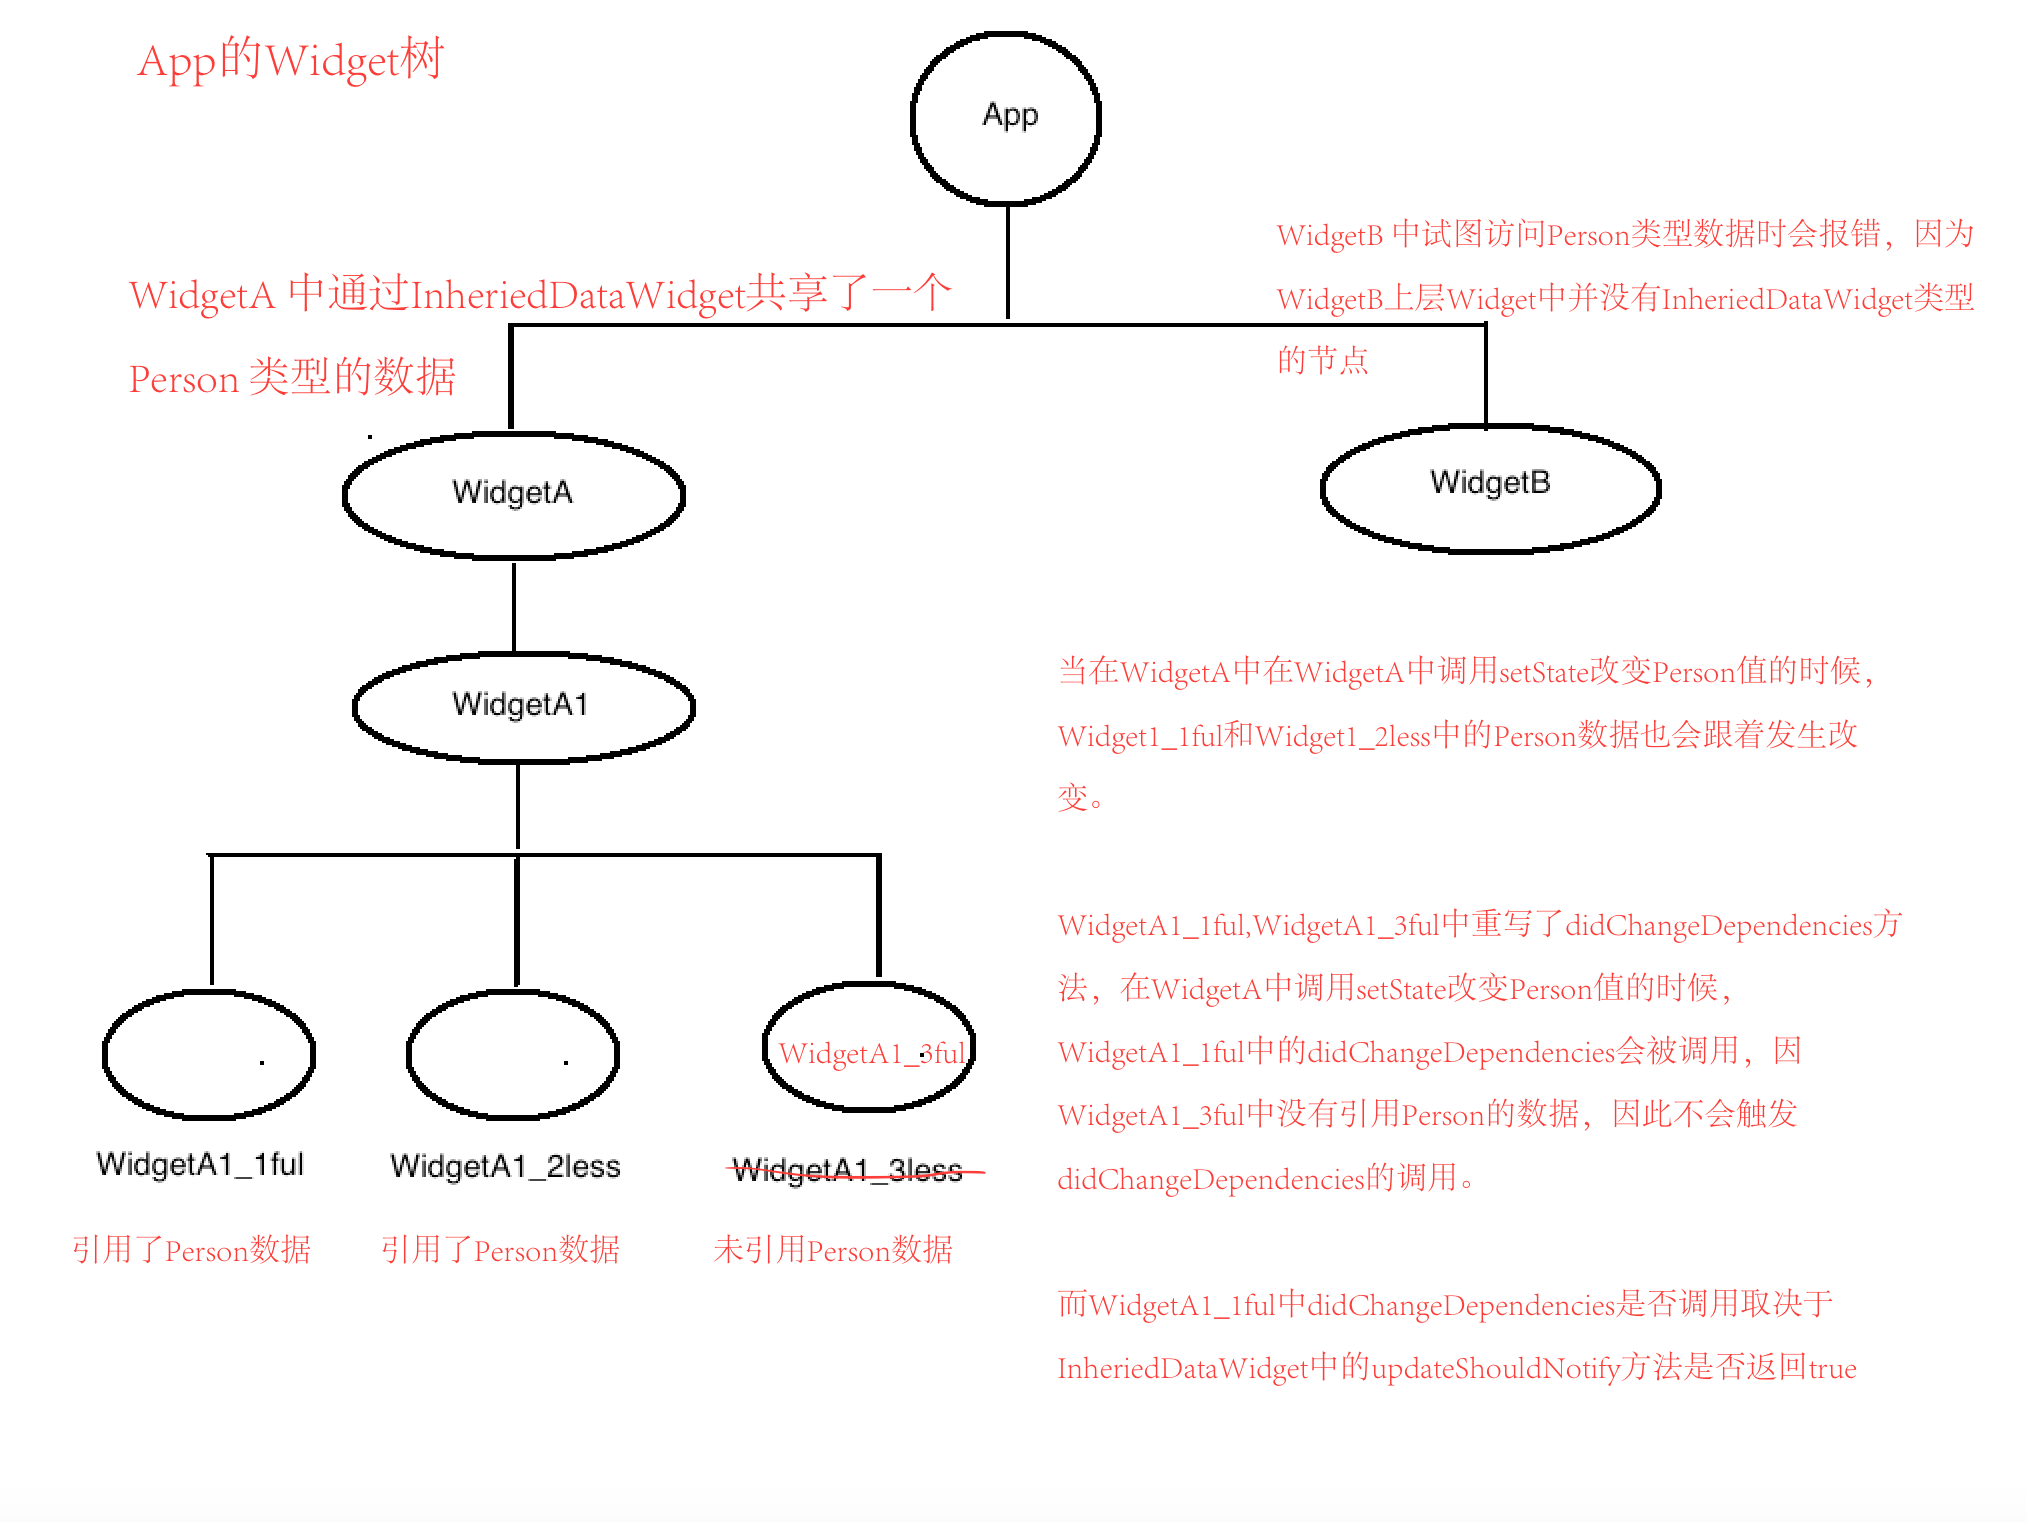 App的Widget树
App
WidgetA 中通过InheriedDataWidget共享了一个
Person 类型的数据
WidgetB 中试图访问Person类型数据时会报错，因为
WidgetB上层Widget中并没有InheriedDataWidget类型
的节点
WidgetA
WidgetB
WidgetA1
当在WidgetA中在WidgetA中调用setState改变Person值的时候，
Widget1_1ful和Widget1_2less中的Person数据也会跟着发生改
变。
WidgetA1_1ful,WidgetA1_3ful中重写了didChangeDependencies方
法，在WidgetA中调用setState改变Person值的时候，
WidgetA1_1ful中的didChangeDependencies会被调用，因
WidgetA1_3ful中没有引用Person的数据，因此不会触发
didChangeDependencies的调用。
而WidgetA1_1ful中didChangeDependencies是否调用取决于
InheriedDataWidget中的updateShouldNotify方法是否返回true
WidgetA1_3ful
WidgetA1_1ful
WidgetA1_2less
WidgetA1_3less
引用了Person数据
引用了Person数据
未引用Person数据